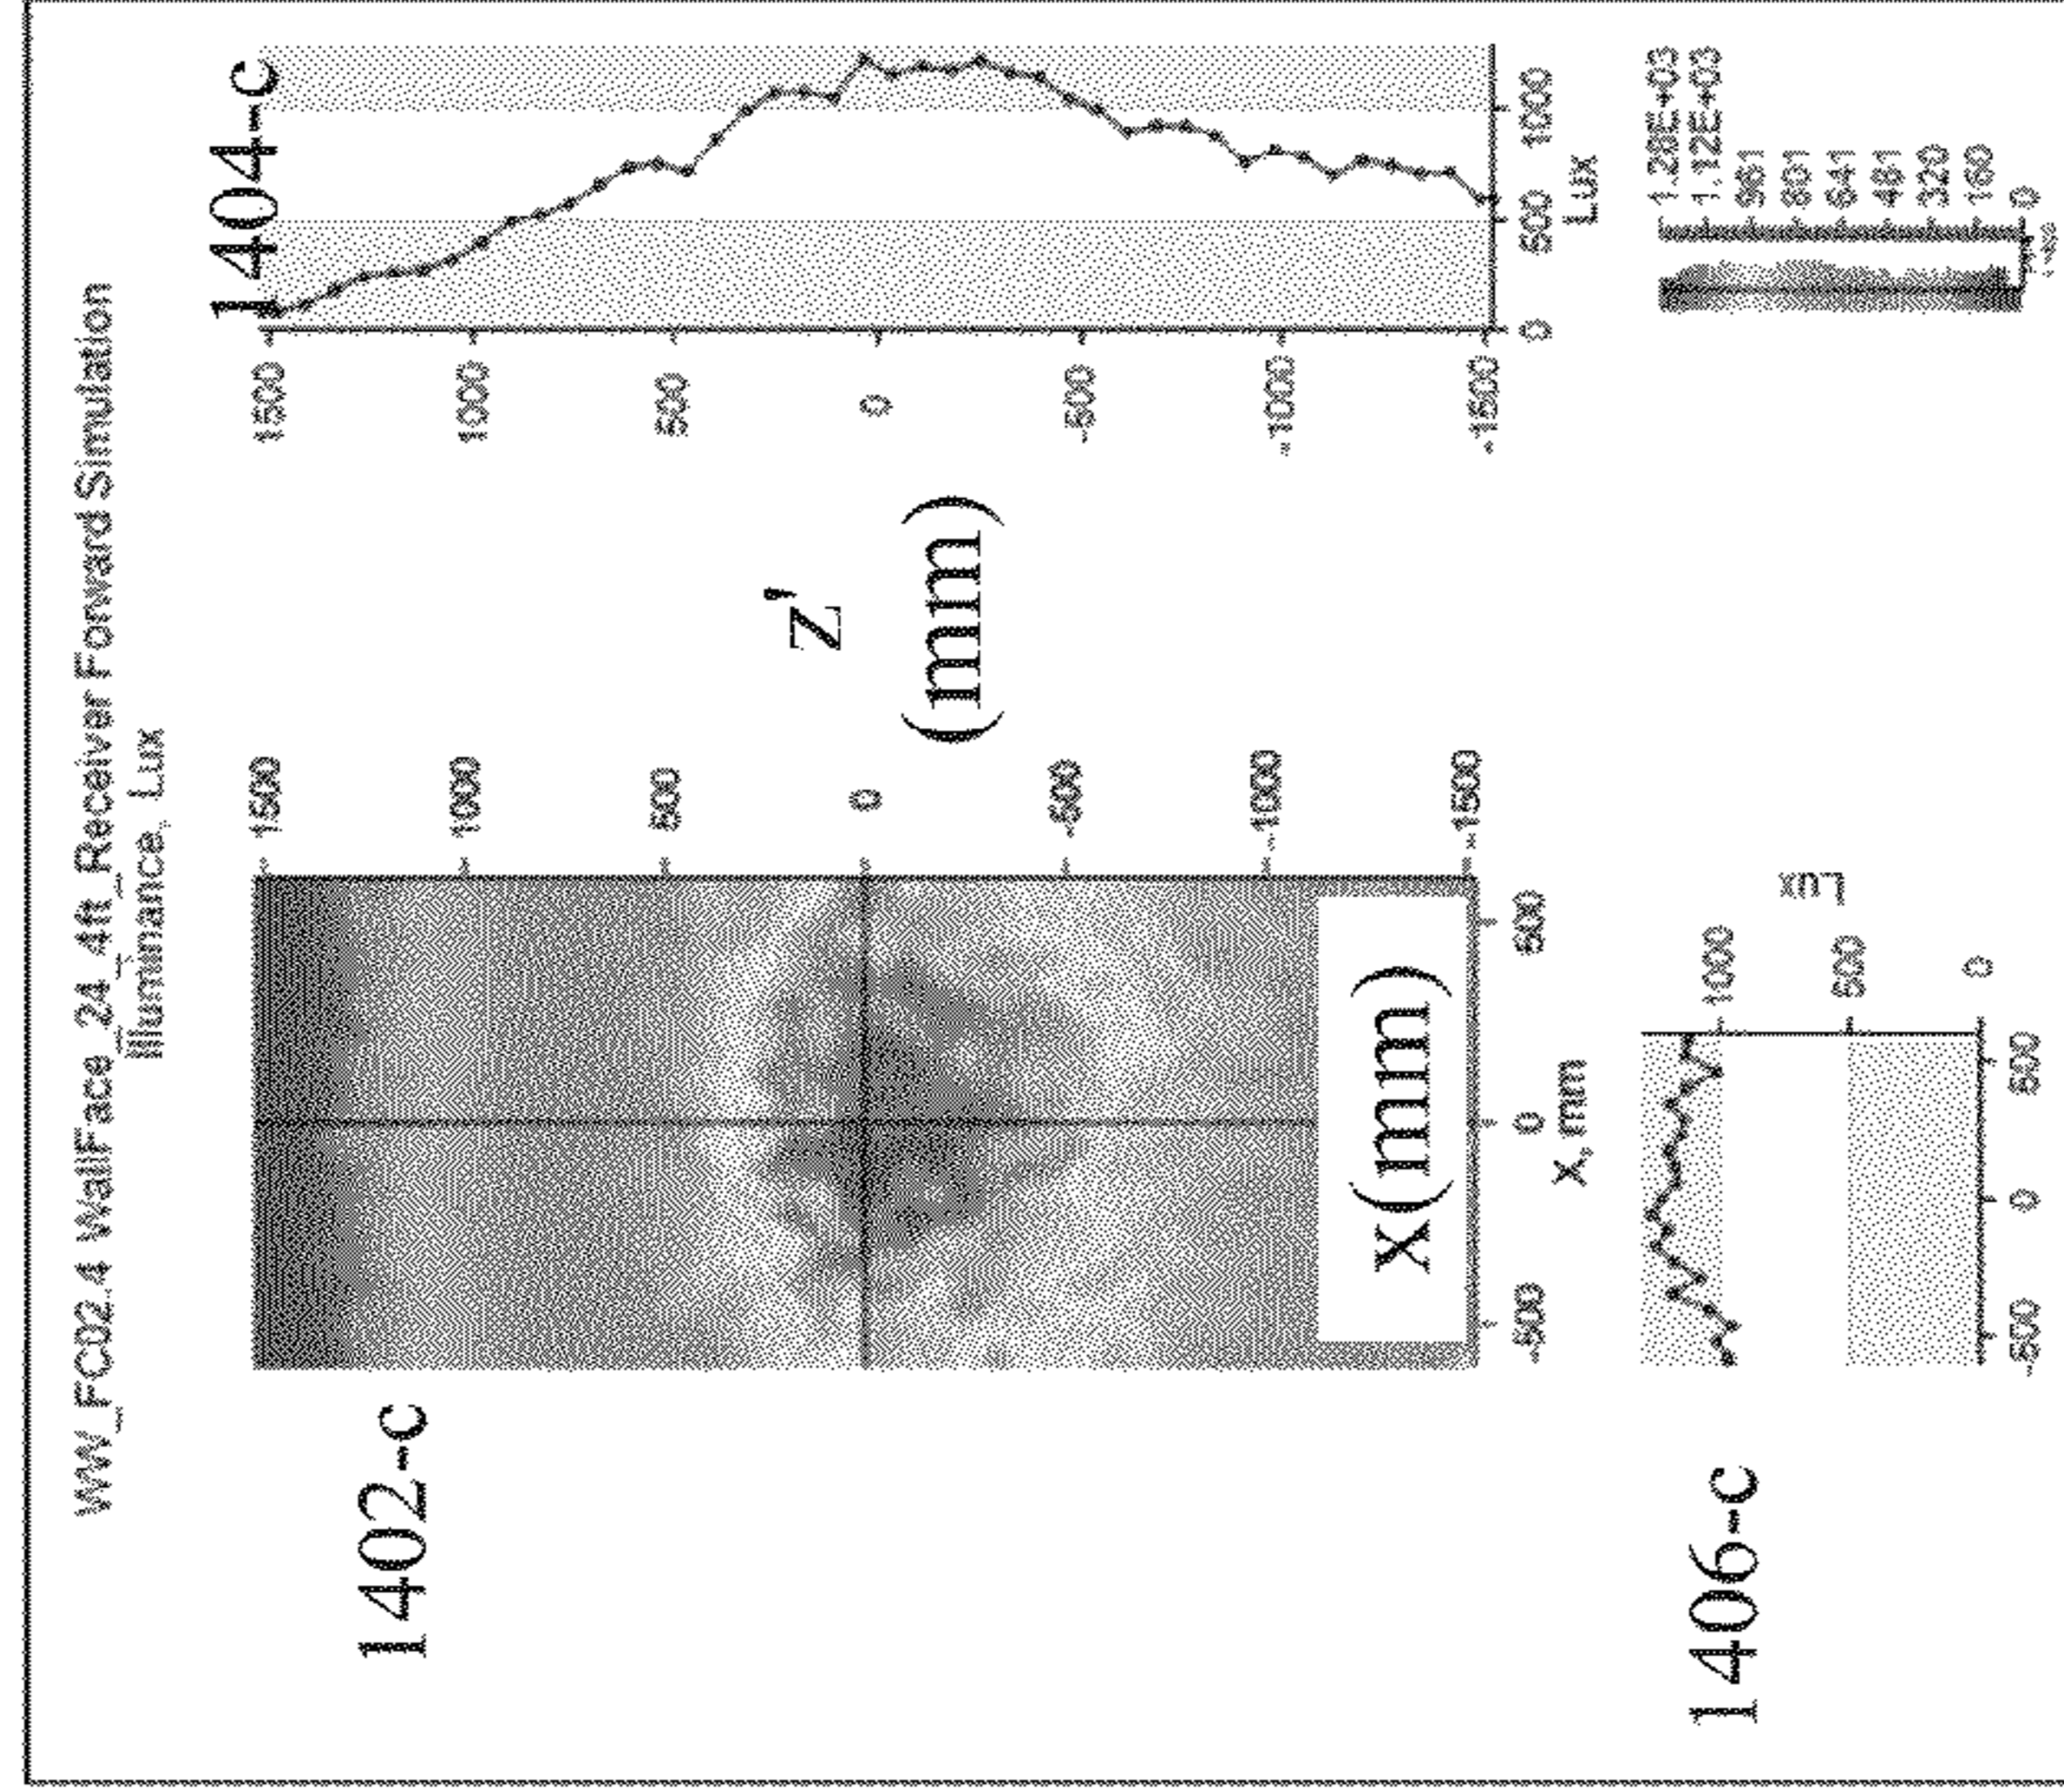 WW_FC02.4 WallFace_24_4ft_Receiver Forward Simulation
Illuminance, Lux
1402-c
1500
1000
500
0
-500
-1000
-1500
z'
(mm)
1404-c
1500
1000
500
0
-500
-1000
-1500
0 500 1000
Lux
x(mm)
-500 0 500
X, mm
1406-c
Lux
1000
500
0
-500 0 500
1.28E+03
1.12E+03
961
801
641
481
320
160
0